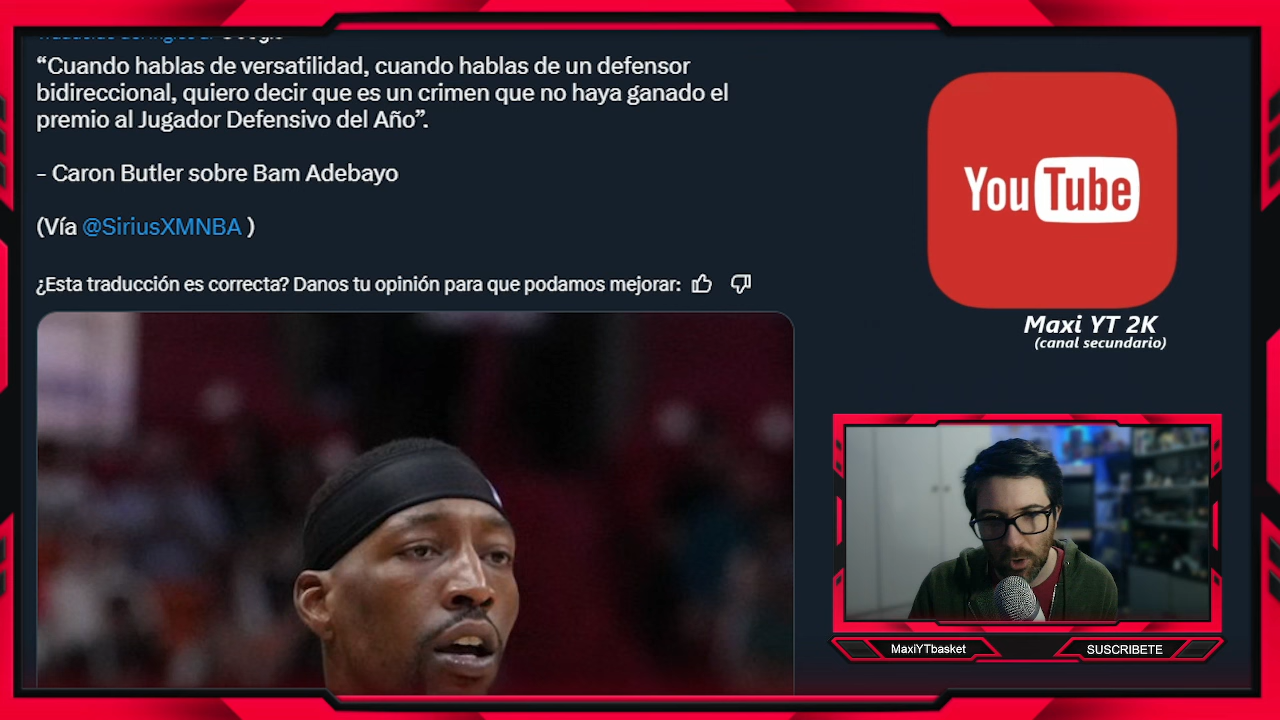 “Cuando hablas de versatilidad, cuando hablas de un defensor
bidireccional, quiero decir que es un crimen que no haya ganado el
premio al Jugador Defensivo del Año”.
– Caron Butler sobre Bam Adebayo
(Vía @SiriusXMNBA )
¿Esta traducción es correcta? Danos tu opinión para que podamos mejorar:
YouTube
Maxi YT 2K
(canal secundario)
MaxiYTbasket
SUSCRIBETE